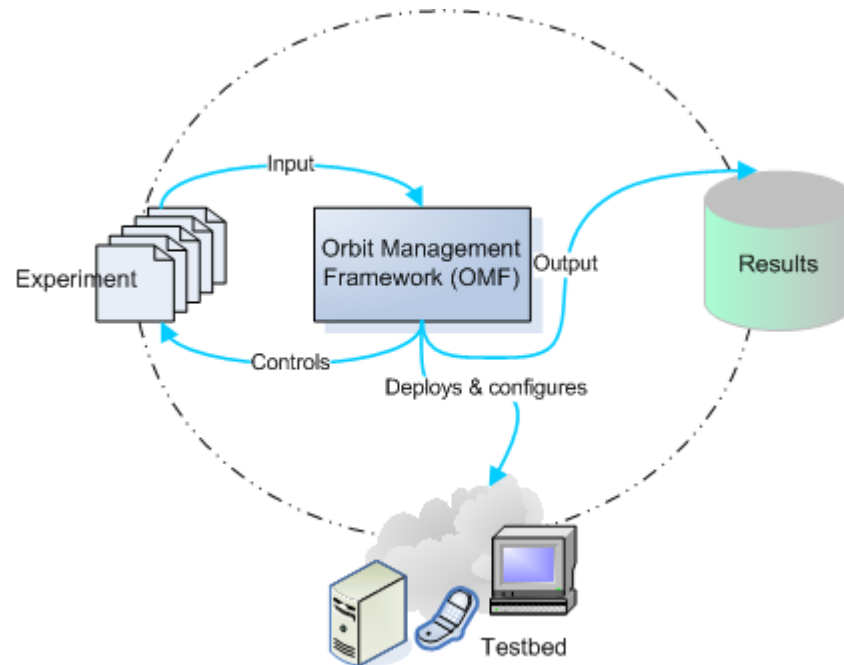 Input
Orbit Management
Framework (OMF)
Output
Results
Experiment
Controls
Deploys & configures
Testbed